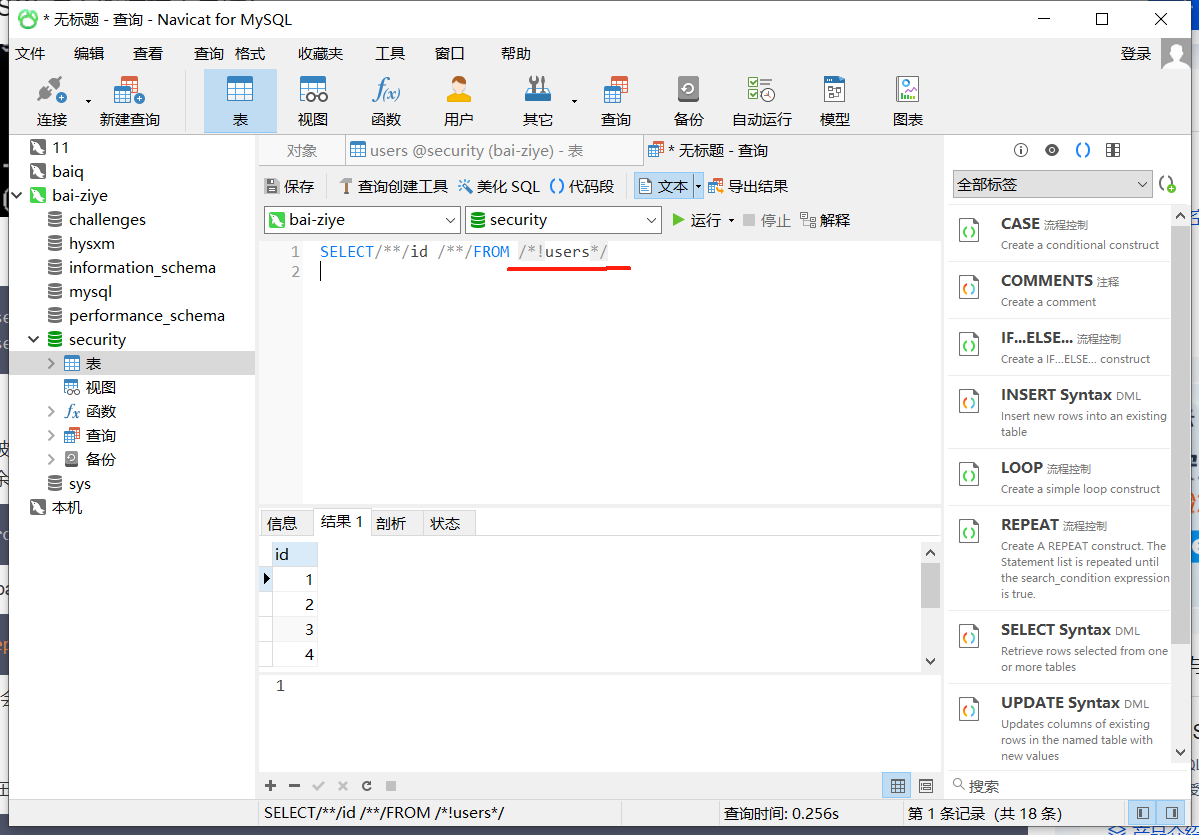 * 无标题 - 查询 - Navicat for MySQL
文件 编辑 查看 查询 格式 收藏夹 工具 窗口 帮助 登录
连接 新建查询 表 视图 函数 用户 其它 查询 备份 自动运行 模型 图表
11
baiq
bai-ziye
challenges
hysxm
information_schema
mysql
performance_schema
security
表
视图
函数
查询
备份
sys
本机
对象 users @security (bai-ziye) - 表 * 无标题 - 查询
保存 查询创建工具 美化 SQL 代码段 文本 导出结果
bai-ziye security 运行 停止 解释
1 SELECT/**/id /**/FROM /*!users*/
2
信息 结果 1 剖析 状态
id
1
2
3
4
1
SELECT/**/id /**/FROM /*!users*/ 查询时间: 0.256s 第 1 条记录 (共 18 条)
全部标签
CASE 流程控制
Create a conditional construct
COMMENTS 注释
Create a comment
IF...ELSE... 流程控制
Create a IF...ELSE... construct
INSERT Syntax DML
Insert new rows into an existing
table
LOOP 流程控制
Create a simple loop construct
REPEAT 流程控制
Create A REPEAT construct. The
Statement list is repeated until
the search_condition expression
is true.
SELECT Syntax DML
Retrieve rows selected from one
or more tables
UPDATE Syntax DML
Updates columns of existing
rows in the named table with
new values
搜索